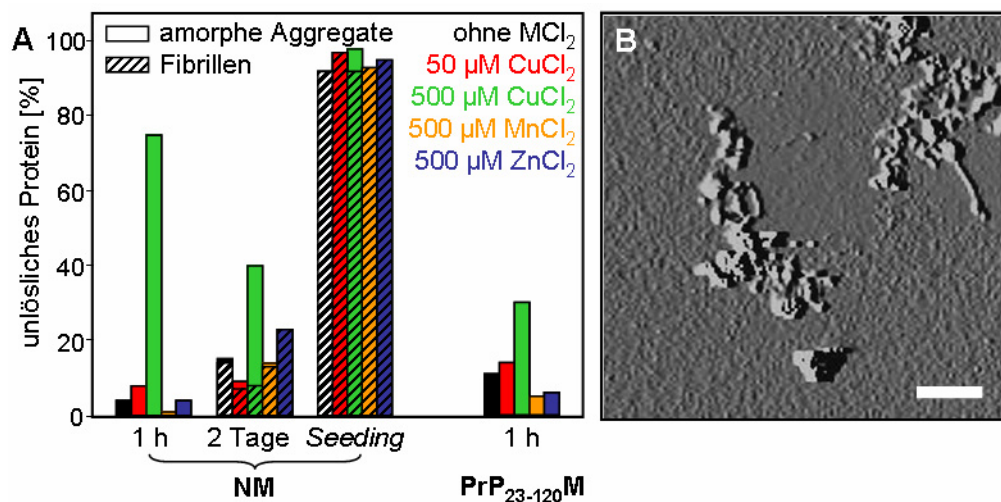 A
amorphe Aggregate
Fibrillen
ohne MCl₂
50 µM CuCl₂
500 µM CuCl₂
500 µM MnCl₂
500 µM ZnCl₂
unlösliches Protein [%]
100
80
60
40
20
0
1 h
2 Tage
Seeding
1 h
NM
PrP₂₃₋₁₂₀M
B